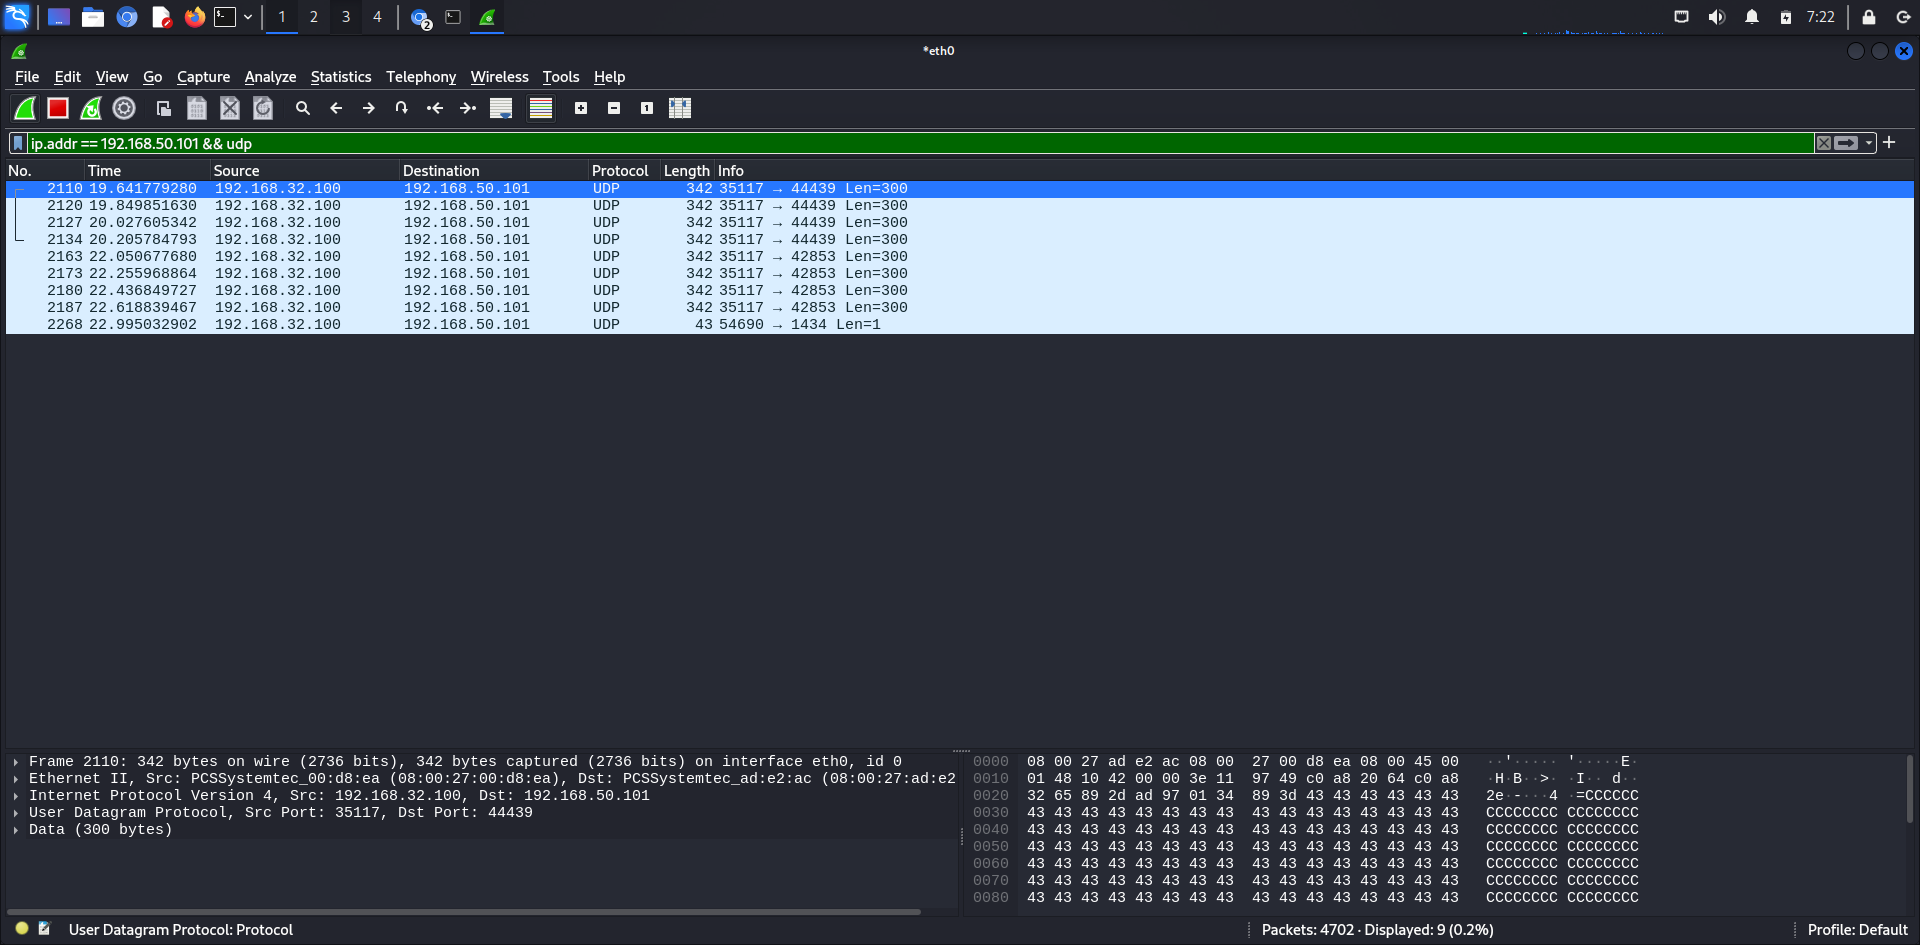 1 2 3 4 2 7:22
*eth0
File Edit View Go Capture Analyze Statistics Telephony Wireless Tools Help
ip.addr == 192.168.50.101 && udp
No. Time Source Destination Protocol Length Info
2110 19.641779280 192.168.32.100 192.168.50.101 UDP 342 35117 → 44439 Len=300
2120 19.849851630 192.168.32.100 192.168.50.101 UDP 342 35117 → 44439 Len=300
2127 20.027605342 192.168.32.100 192.168.50.101 UDP 342 35117 → 44439 Len=300
2134 20.205784793 192.168.32.100 192.168.50.101 UDP 342 35117 → 44439 Len=300
2163 22.050677680 192.168.32.100 192.168.50.101 UDP 342 35117 → 42853 Len=300
2173 22.255968864 192.168.32.100 192.168.50.101 UDP 342 35117 → 42853 Len=300
2180 22.436849727 192.168.32.100 192.168.50.101 UDP 342 35117 → 42853 Len=300
2187 22.618839467 192.168.32.100 192.168.50.101 UDP 342 35117 → 42853 Len=300
2268 22.995032902 192.168.32.100 192.168.50.101 UDP 43 54690 → 1434 Len=1
Frame 2110: 342 bytes on wire (2736 bits), 342 bytes captured (2736 bits) on interface eth0, id 0
Ethernet II, Src: PCSSystemtec_00:d8:ea (08:00:27:00:d8:ea), Dst: PCSSystemtec_ad:e2:ac (08:00:27:ad:e2
Internet Protocol Version 4, Src: 192.168.32.100, Dst: 192.168.50.101
User Datagram Protocol, Src Port: 35117, Dst Port: 44439
Data (300 bytes)
0000 08 00 27 ad e2 ac 08 00 27 00 d8 ea 08 00 45 00 ··'····· '·····E·
0010 01 48 10 42 00 00 3e 11 97 49 c0 a8 20 64 c0 a8 ·H·B··>· ·I·· d··
0020 32 65 89 2d ad 97 01 34 89 3d 43 43 43 43 43 43 2e·-···4 ·=CCCCCC
0030 43 43 43 43 43 43 43 43 43 43 43 43 43 43 43 43 CCCCCCCC CCCCCCCC
0040 43 43 43 43 43 43 43 43 43 43 43 43 43 43 43 43 CCCCCCCC CCCCCCCC
0050 43 43 43 43 43 43 43 43 43 43 43 43 43 43 43 43 CCCCCCCC CCCCCCCC
0060 43 43 43 43 43 43 43 43 43 43 43 43 43 43 43 43 CCCCCCCC CCCCCCCC
0070 43 43 43 43 43 43 43 43 43 43 43 43 43 43 43 43 CCCCCCCC CCCCCCCC
0080 43 43 43 43 43 43 43 43 43 43 43 43 43 43 43 43 CCCCCCCC CCCCCCCC
User Datagram Protocol: Protocol Packets: 4702 · Displayed: 9 (0.2%) Profile: Default